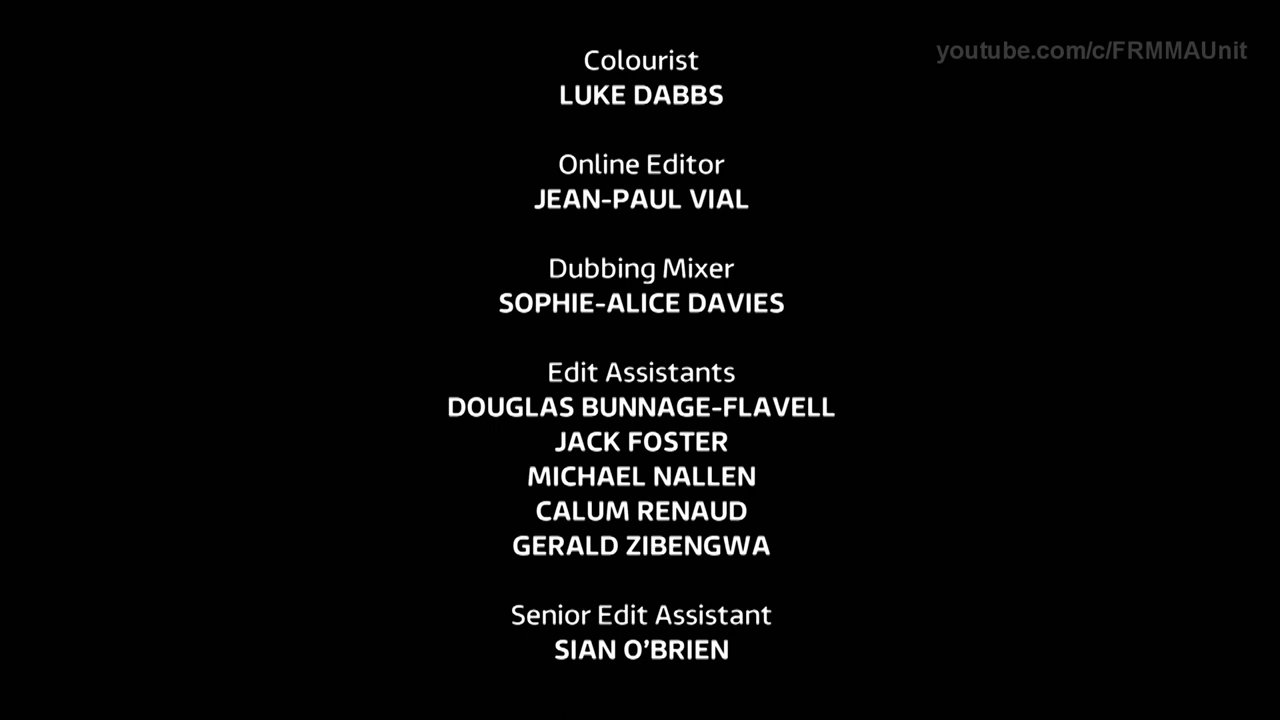 youtube.com/c/FRMMAUnit
Colourist
LUKE DABBS
Online Editor
JEAN-PAUL VIAL
Dubbing Mixer
SOPHIE-ALICE DAVIES
Edit Assistants
DOUGLAS BUNNAGE-FLAVELL
JACK FOSTER
MICHAEL NALLEN
CALUM RENAUD
GERALD ZIBENGWA
Senior Edit Assistant
SIAN O’BRIEN